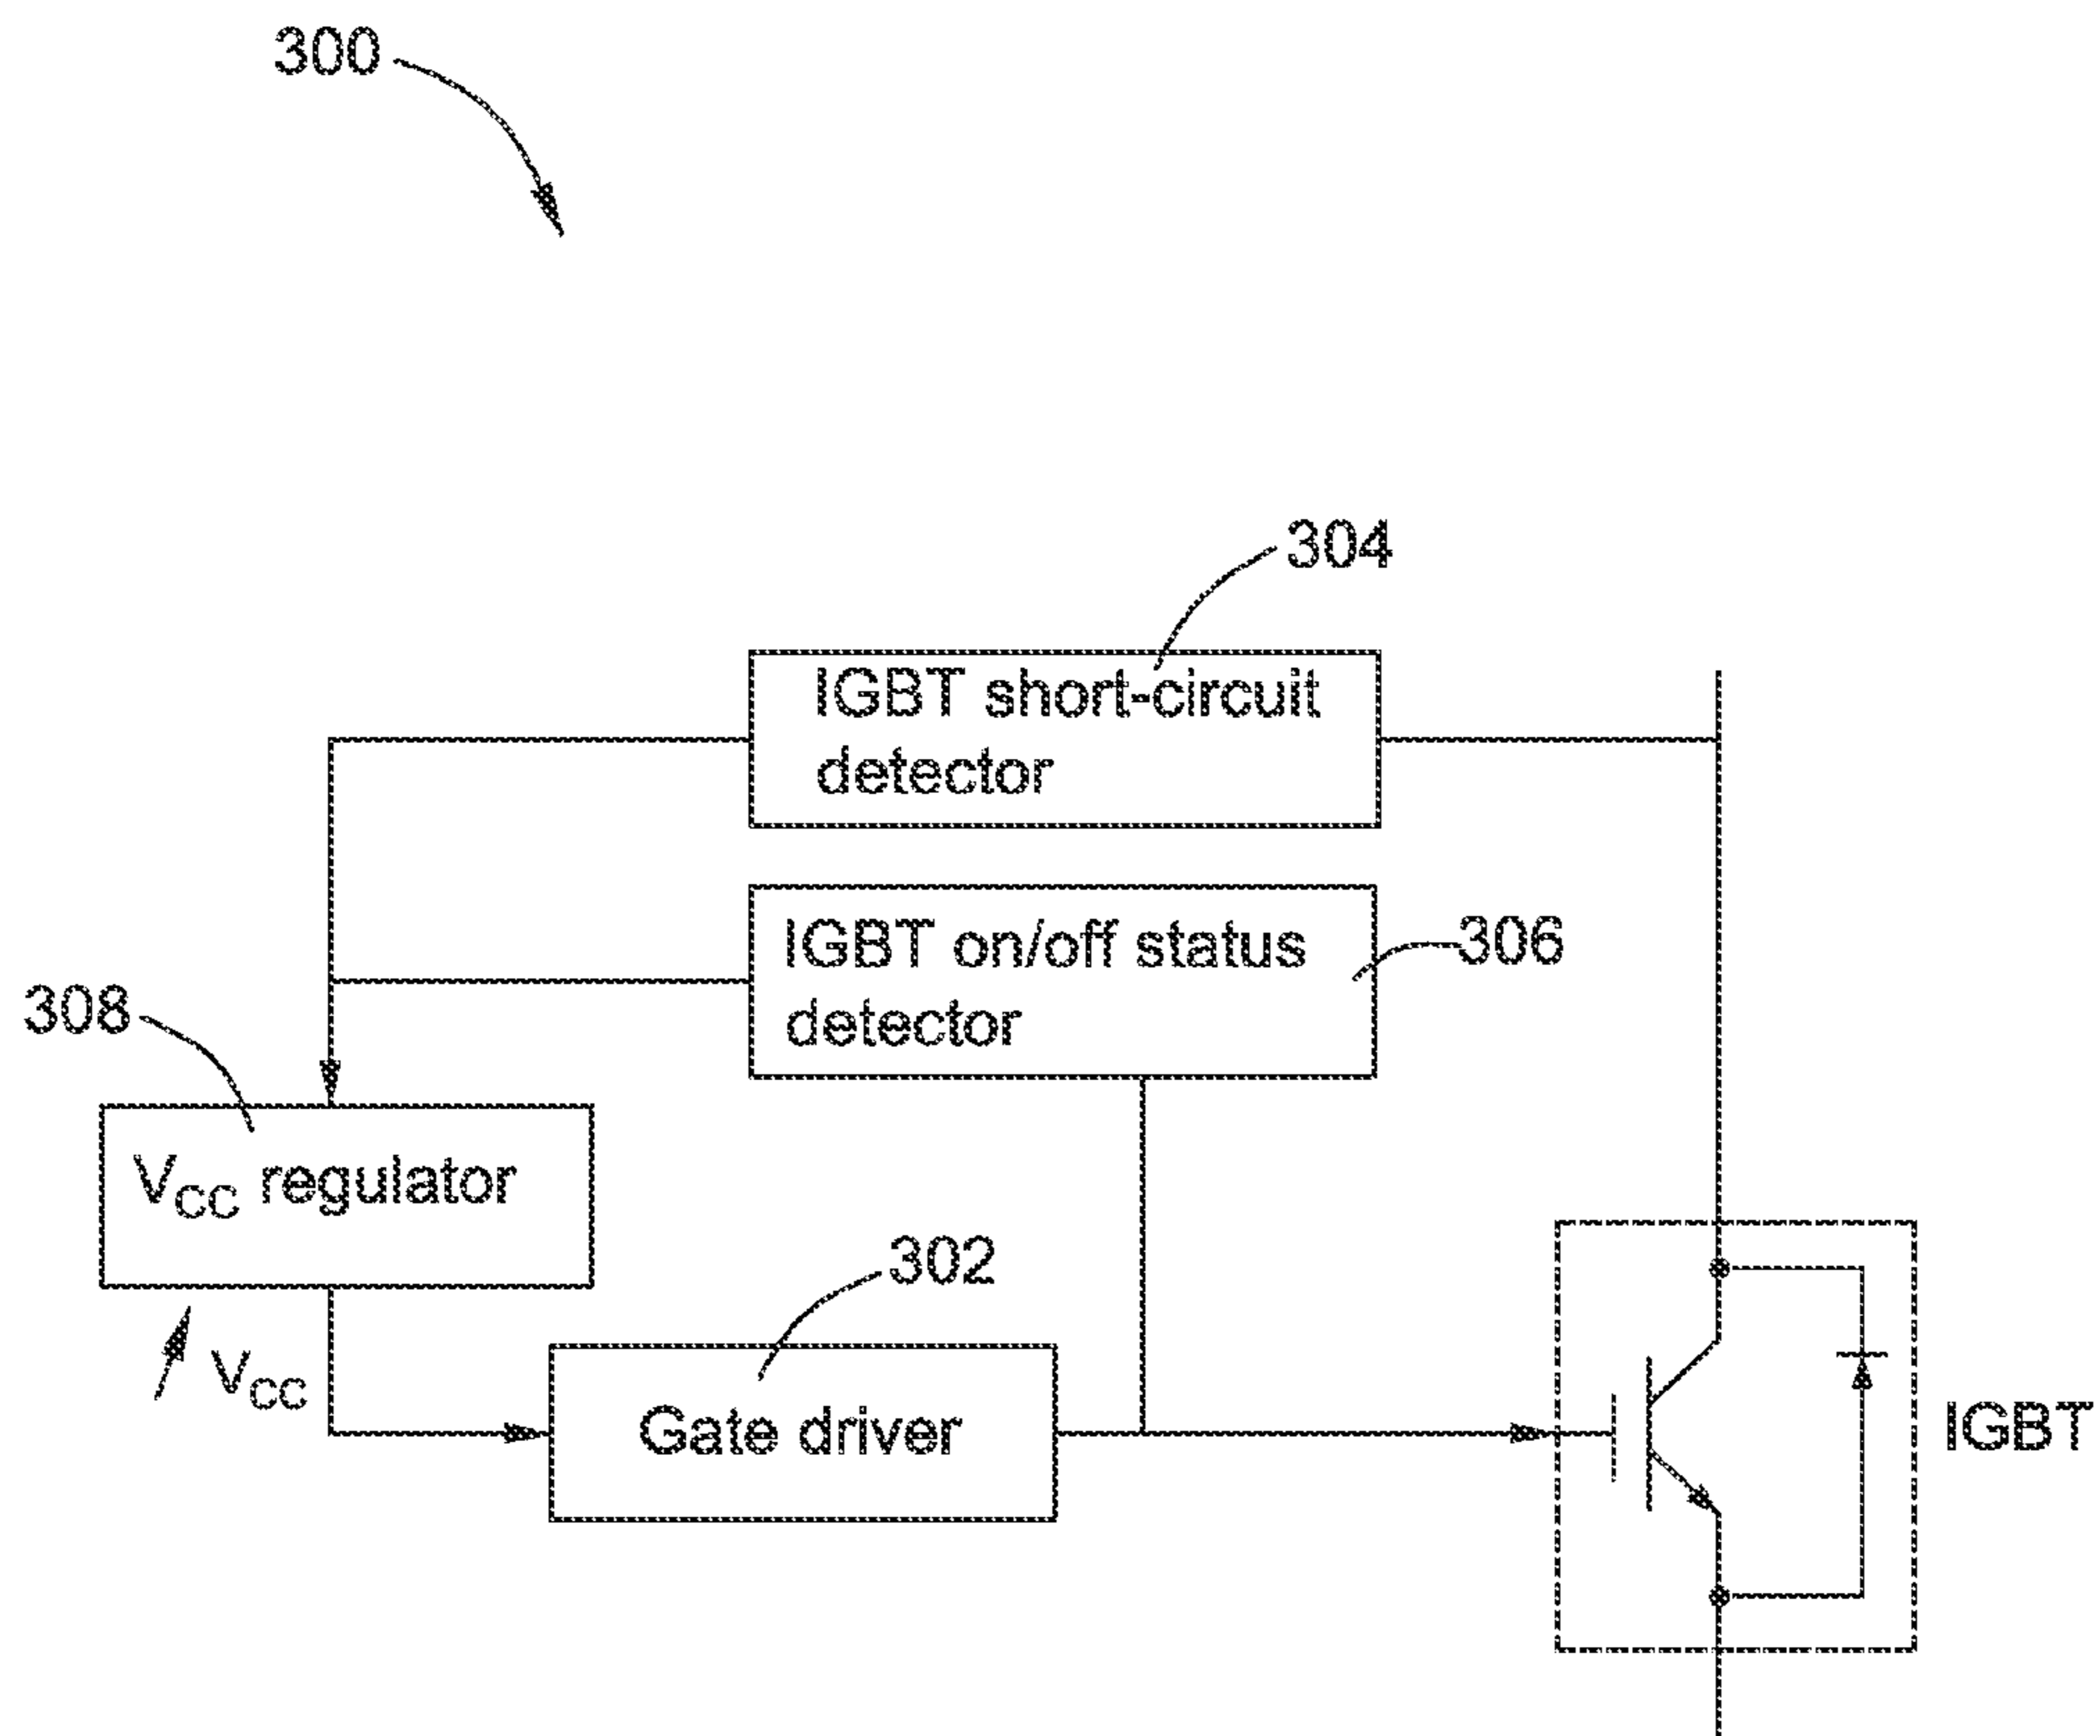 300
304
IGBT short-circuit
detector
IGBT on/off status
detector
306
308
VCC regulator
302
VCC
Gate driver
IGBT